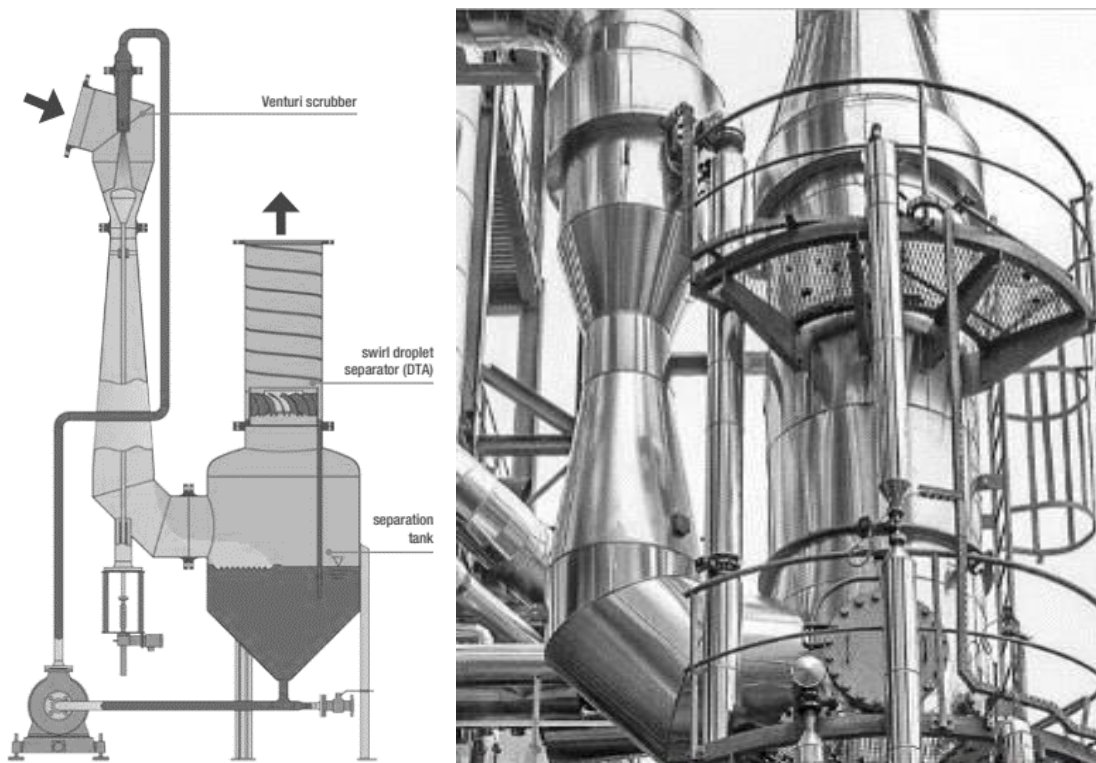 Venturi scrubber
swirl droplet
separator (DTA)
separation
tank